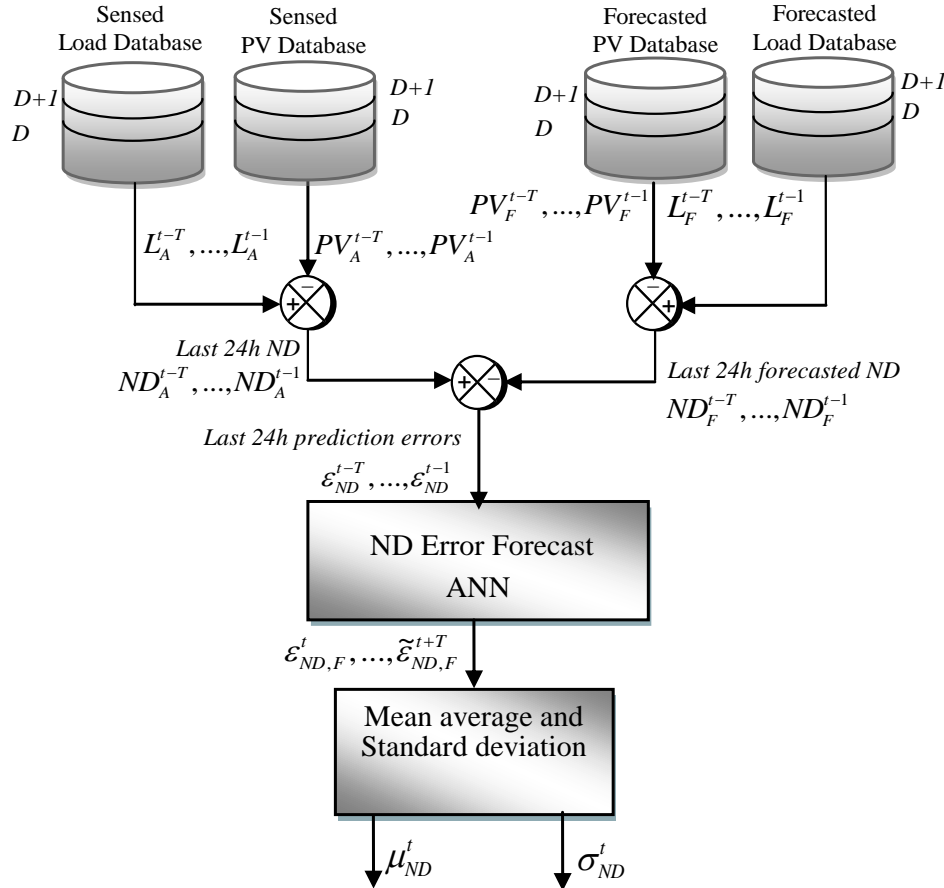 Sensed
Load Database
Sensed
PV Database
Forecasted
PV Database
Forecasted
Load Database
D+1
D
D+1
D
D+1
D
D+1
D
L_A^{t−T},...,L_A^{t−1}
PV_A^{t−T},...,PV_A^{t−1}
PV_F^{t−T},...,PV_F^{t−1}
L_F^{t−T},...,L_F^{t−1}
−
+
−
+
Last 24h ND
ND_A^{t−T},...,ND_A^{t−1}
+
−
Last 24h forecasted ND
ND_F^{t−T},...,ND_F^{t−1}
Last 24h prediction errors
ε_{ND}^{t−T},...,ε_{ND}^{t−1}
ND Error Forecast
ANN
ε_{ND,F}^{t},...,ε̃_{ND,F}^{t+T}
Mean average and
Standard deviation
μ_{ND}^{t}
σ_{ND}^{t}